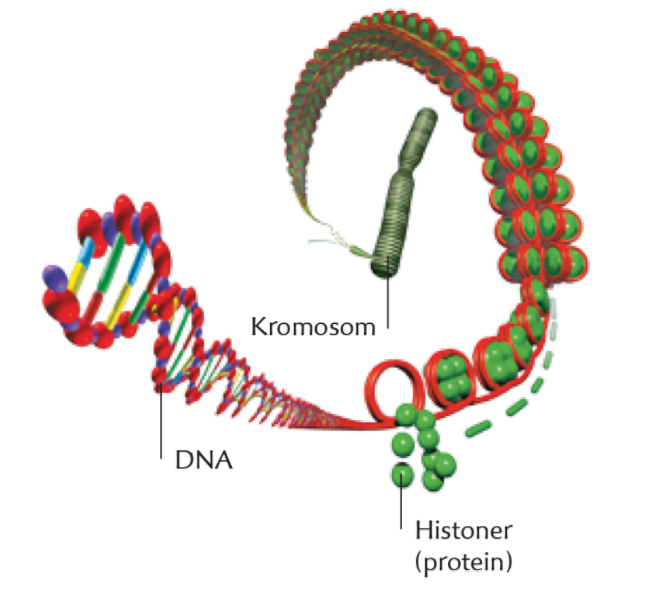 Kromosom
DNA
Histoner
(protein)